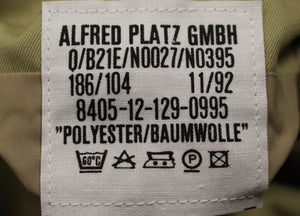 ALFRED PLATZ GMBH
0/B21E/N0027/N0395
186/104 11/92
8405-12-129-0995
"POLYESTER/BAUMWOLLE"
60°C P